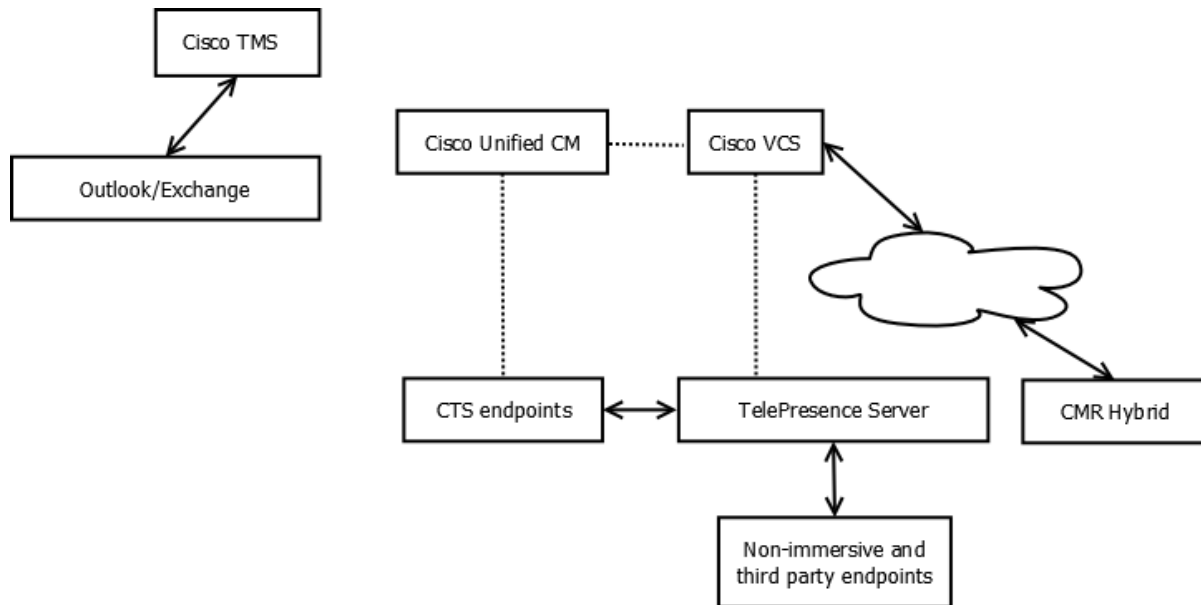 Cisco TMS
Outlook/Exchange
Cisco Unified CM
Cisco VCS
CTS endpoints
TelePresence Server
CMR Hybrid
Non-immersive and
third party endpoints